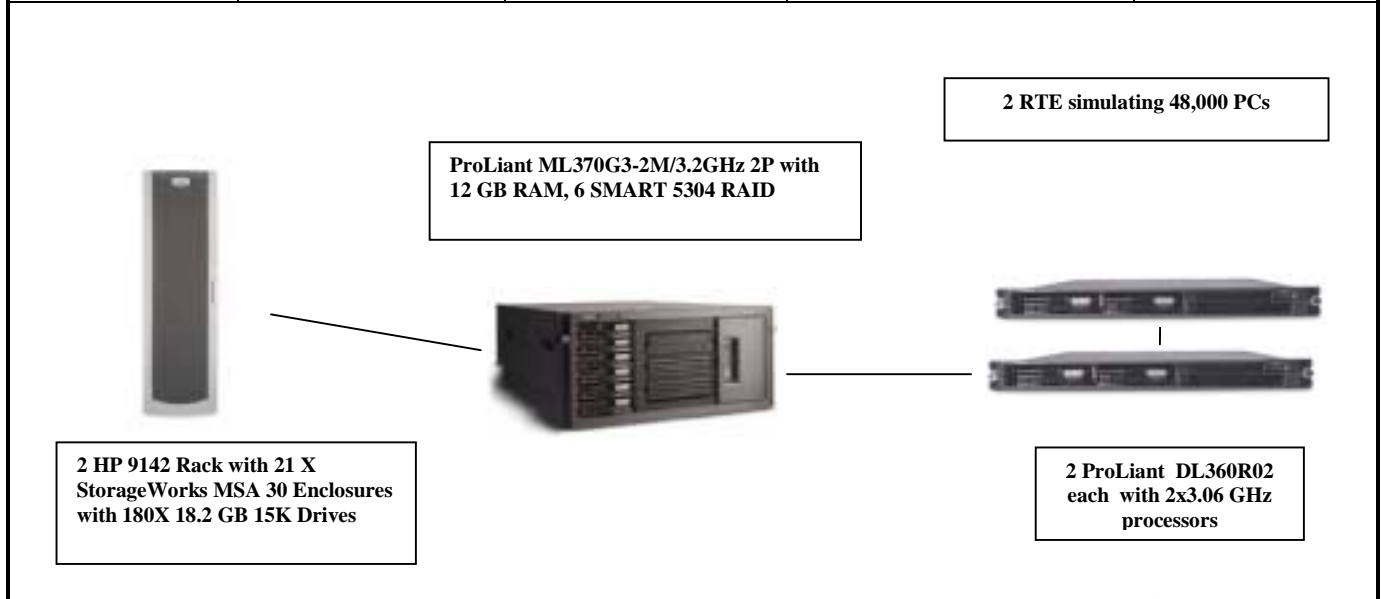 2 RTE simulating 48,000 PCs
ProLiant ML370G3-2M/3.2GHz 2P with
12 GB RAM, 6 SMART 5304 RAID
2 HP 9142 Rack with 21 X
StorageWorks MSA 30 Enclosures
with 180X 18.2 GB 15K Drives
2 ProLiant DL360R02
each with 2x3.06 GHz
processors